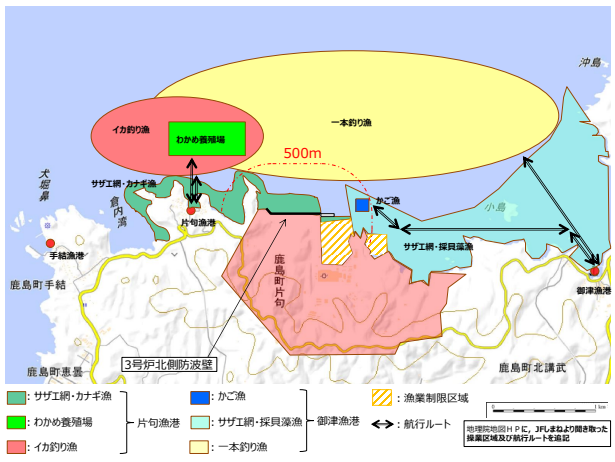 沖島
一本釣り漁
イカ釣り漁
わかめ養殖場
500m
サザエ網・カナギ漁
犬堀鼻
倉内湾
片句漁港
手結漁港
鹿島町手結
かご漁
小島
サザエ網・採貝藻漁
御津漁港
鹿島町片句
3号炉北側防波壁
鹿島町恵曇
鹿島町北講武
: サザエ網・カナギ漁
: わかめ養殖場
: イカ釣り漁
片句漁港
: かご漁
: サザエ網・採貝藻漁
: 一本釣り漁
御津漁港
: 漁業制限区域
: 航行ルート
1km
地理院地図HPに，JFしまねより聞き取った
操業区域及び航行ルートを追記